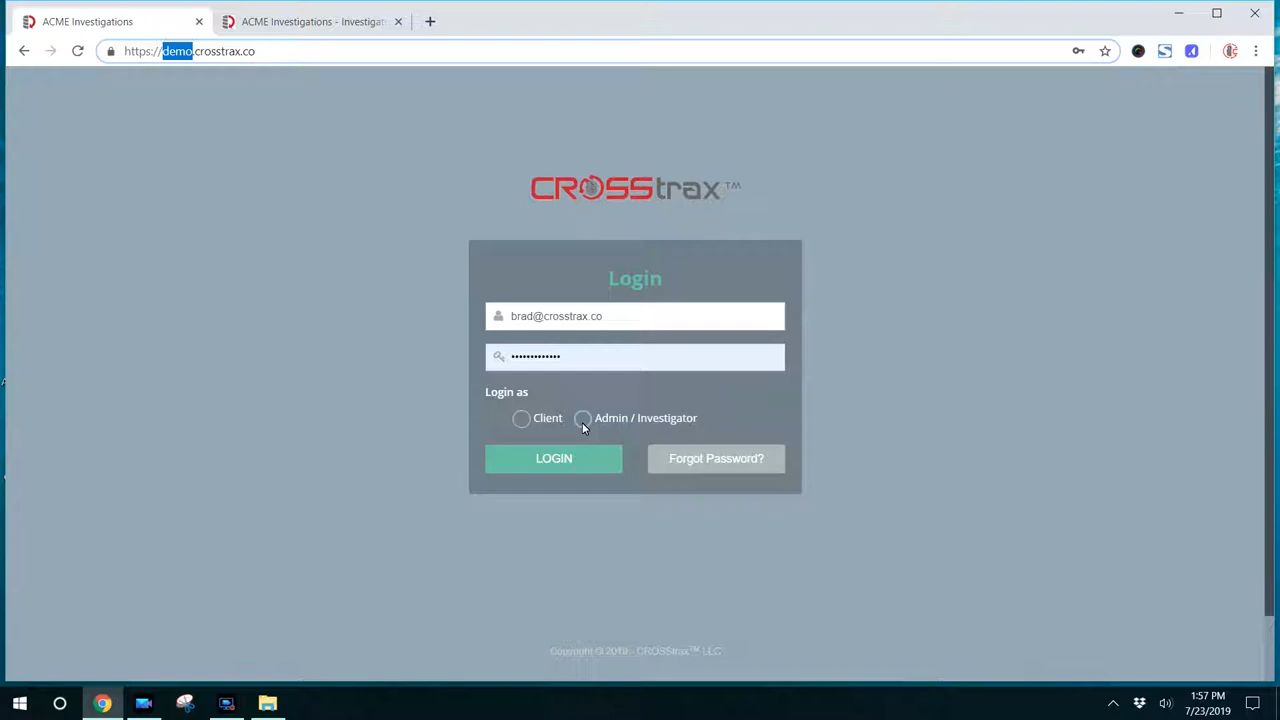 ACME Investigations
ACME Investigations - Investigat
https://demo.crosstrax.co
CROSStrax™
Login
brad@crosstrax.co
•••••••••••••
Login as
Client
Admin / Investigator
LOGIN
Forgot Password?
Copyright © 2019 - CROSStrax™ LLC
1:57 PM
7/23/2019